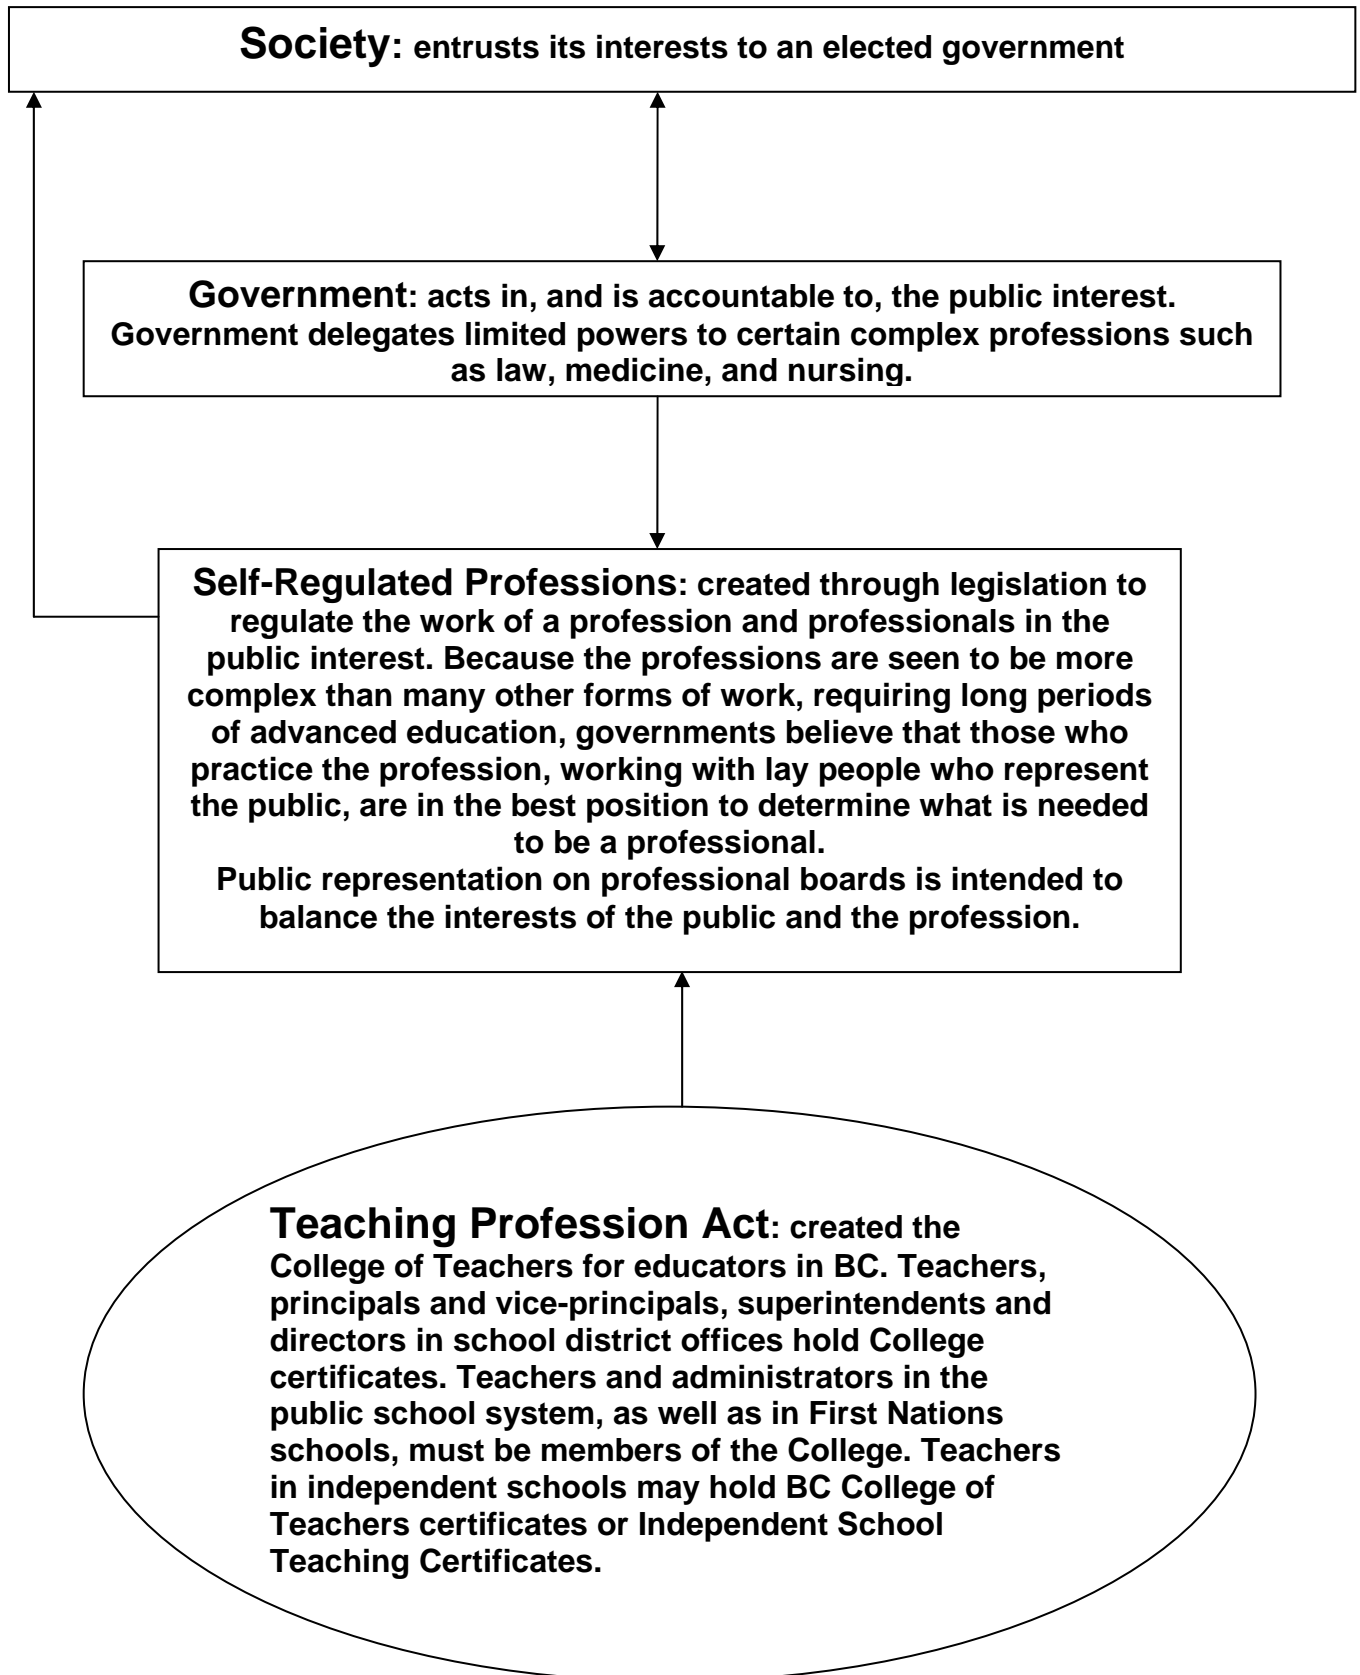 Society: entrusts its interests to an elected government
Government: acts in, and is accountable to, the public interest.
Government delegates limited powers to certain complex professions such
as law, medicine, and nursing.
Self-Regulated Professions: created through legislation to
regulate the work of a profession and professionals in the
public interest. Because the professions are seen to be more
complex than many other forms of work, requiring long periods
of advanced education, governments believe that those who
practice the profession, working with lay people who represent
the public, are in the best position to determine what is needed
to be a professional.
Public representation on professional boards is intended to
balance the interests of the public and the profession.
Teaching Profession Act: created the
College of Teachers for educators in BC. Teachers,
principals and vice-principals, superintendents and
directors in school district offices hold College
certificates. Teachers and administrators in the
public school system, as well as in First Nations
schools, must be members of the College. Teachers
in independent schools may hold BC College of
Teachers certificates or Independent School
Teaching Certificates.